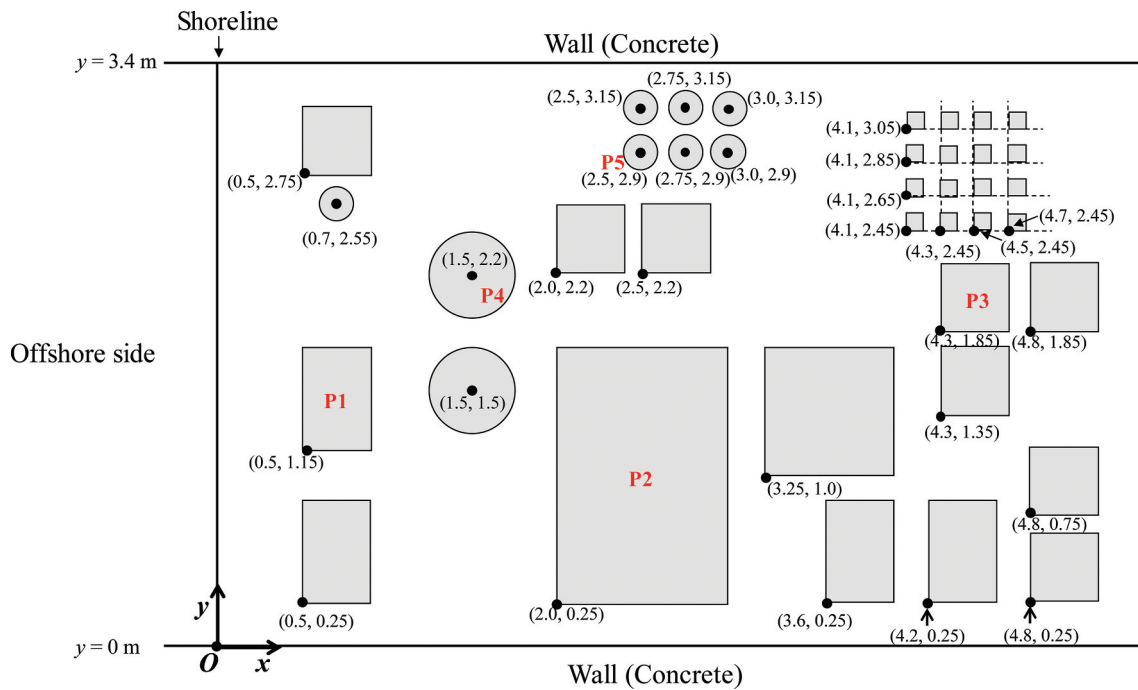 Shoreline
Wall (Concrete)
y = 3.4 m
(2.75, 3.15)
(2.5, 3.15)
(3.0, 3.15)
(4.1, 3.05)
P5
(4.1, 2.85)
(0.5, 2.75)
(2.5, 2.9)
(2.75, 2.9)
(3.0, 2.9)
(4.1, 2.65)
(4.7, 2.45)
(4.1, 2.45)
(0.7, 2.55)
(4.3, 2.45)
(4.5, 2.45)
(1.5, 2.2)
(2.0, 2.2)
(2.5, 2.2)
P4
P3
(4.3, 1.85)
(4.8, 1.85)
Offshore side
P1
(1.5, 1.5)
(4.3, 1.35)
(0.5, 1.15)
P2
(3.25, 1.0)
(4.8, 0.75)
y
(0.5, 0.25)
(2.0, 0.25)
(3.6, 0.25)
(4.2, 0.25)
(4.8, 0.25)
y = 0 m
O
x
Wall (Concrete)